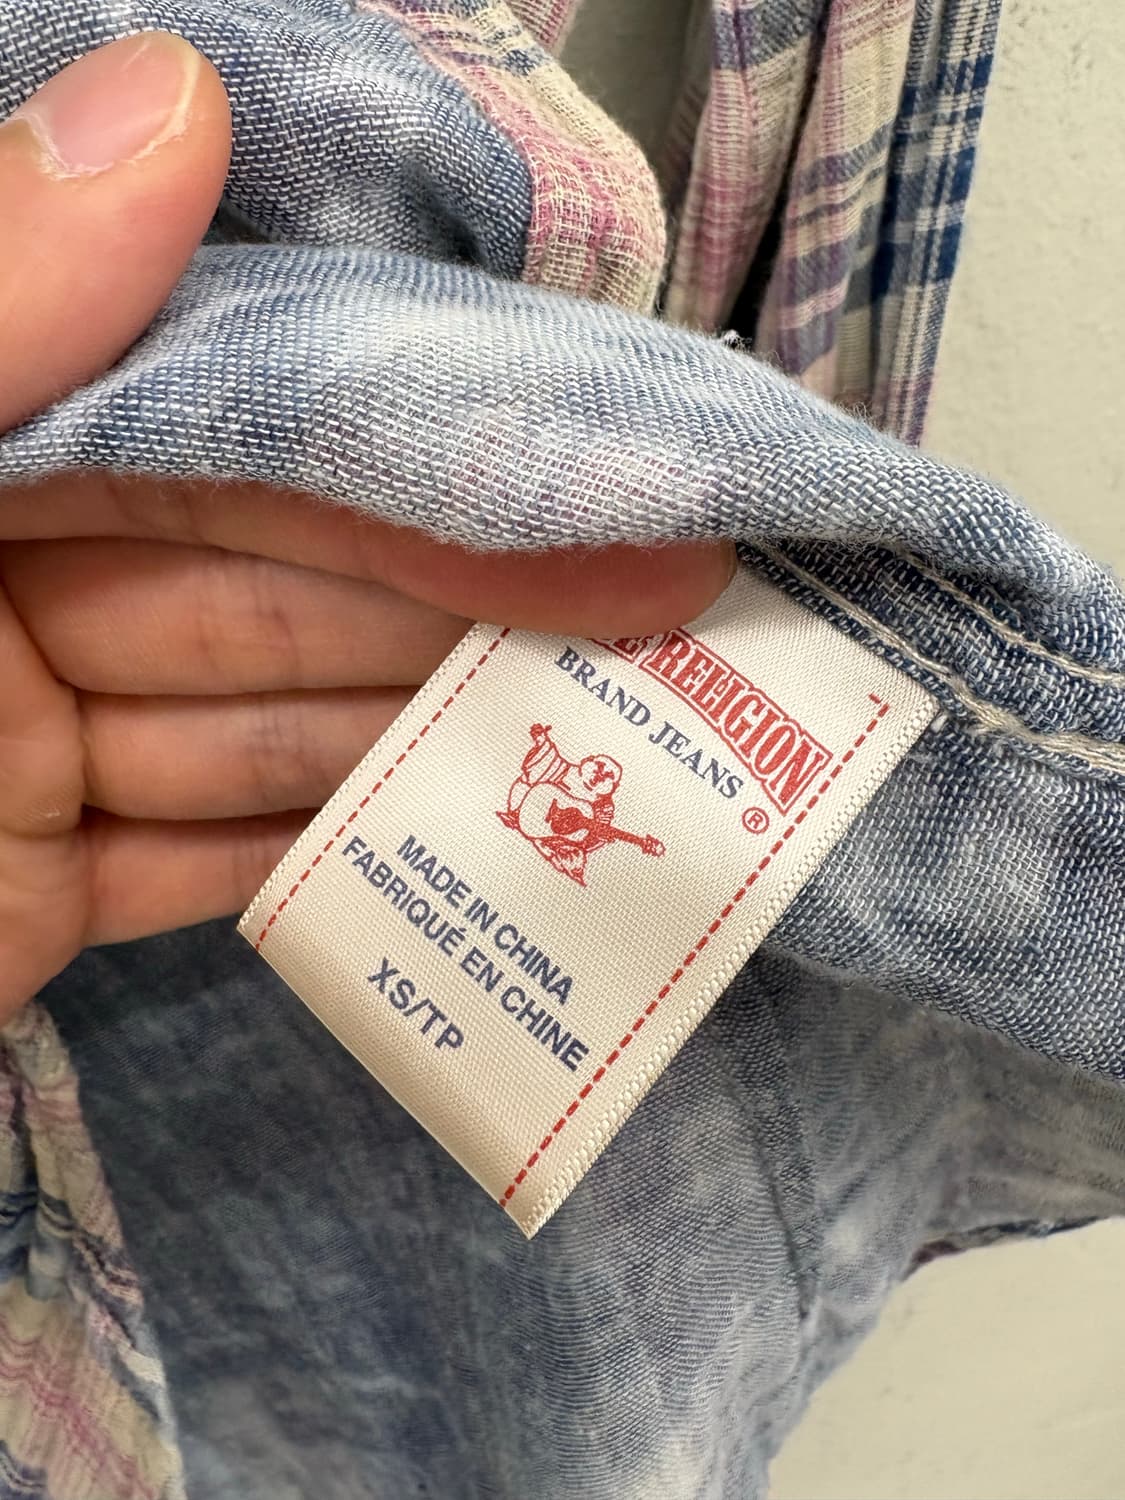 RELIGION
BRAND JEANS
®
MADE IN CHINA
FABRIQUÉ EN CHINE
XS/TP